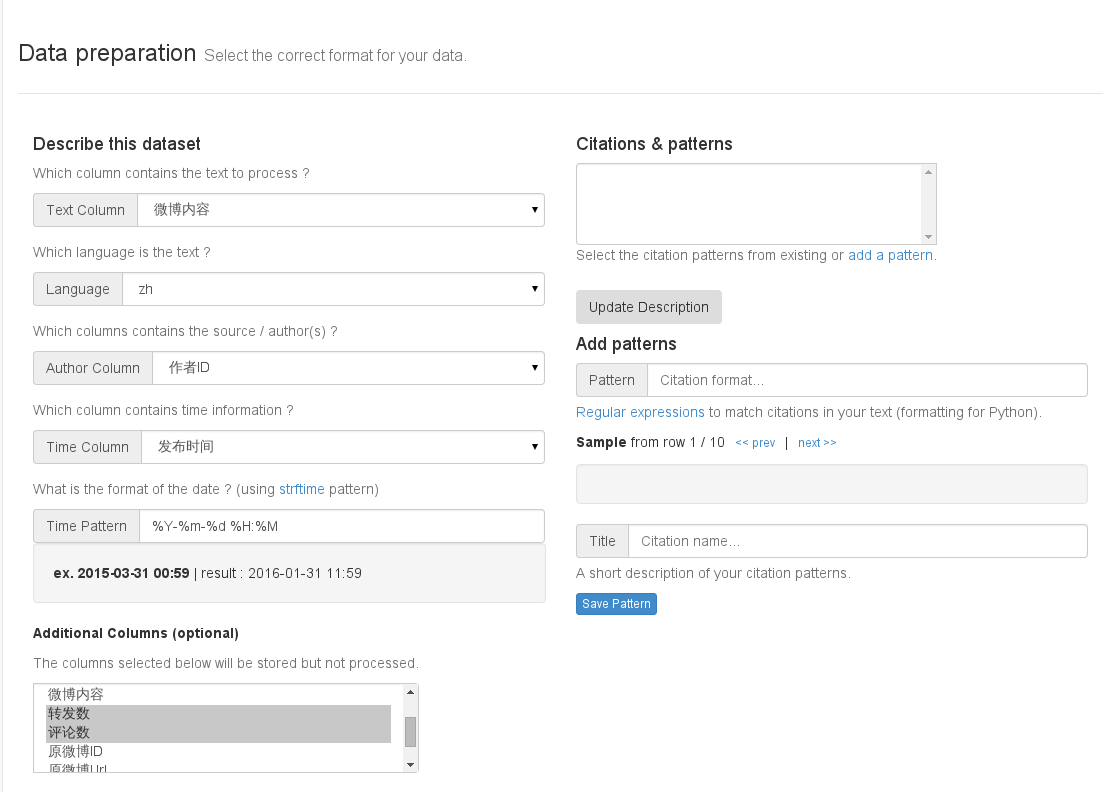 Data preparation Select the correct format for your data.
Describe this dataset
Which column contains the text to process ?
Text Column 微博内容
Which language is the text ?
Language zh
Which columns contains the source / author(s) ?
Author Column 作者ID
Which column contains time information ?
Time Column 发布时间
What is the format of the date ? (using strftime pattern)
Time Pattern %Y-%m-%d %H:%M
ex. 2015-03-31 00:59 | result : 2016-01-31 11:59
Additional Columns (optional)
The columns selected below will be stored but not processed.
微博内容
转发数
评论数
原微博ID
原微博Url
Citations & patterns
Select the citation patterns from existing or add a pattern.
Update Description
Add patterns
Pattern Citation format...
Regular expressions to match citations in your text (formatting for Python).
Sample from row 1 / 10 << prev | next >>
Title Citation name...
A short description of your citation patterns.
Save Pattern